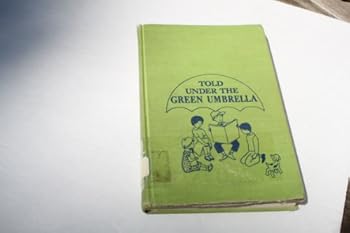 TOLD
UNDER THE
GREEN UMBRELLA